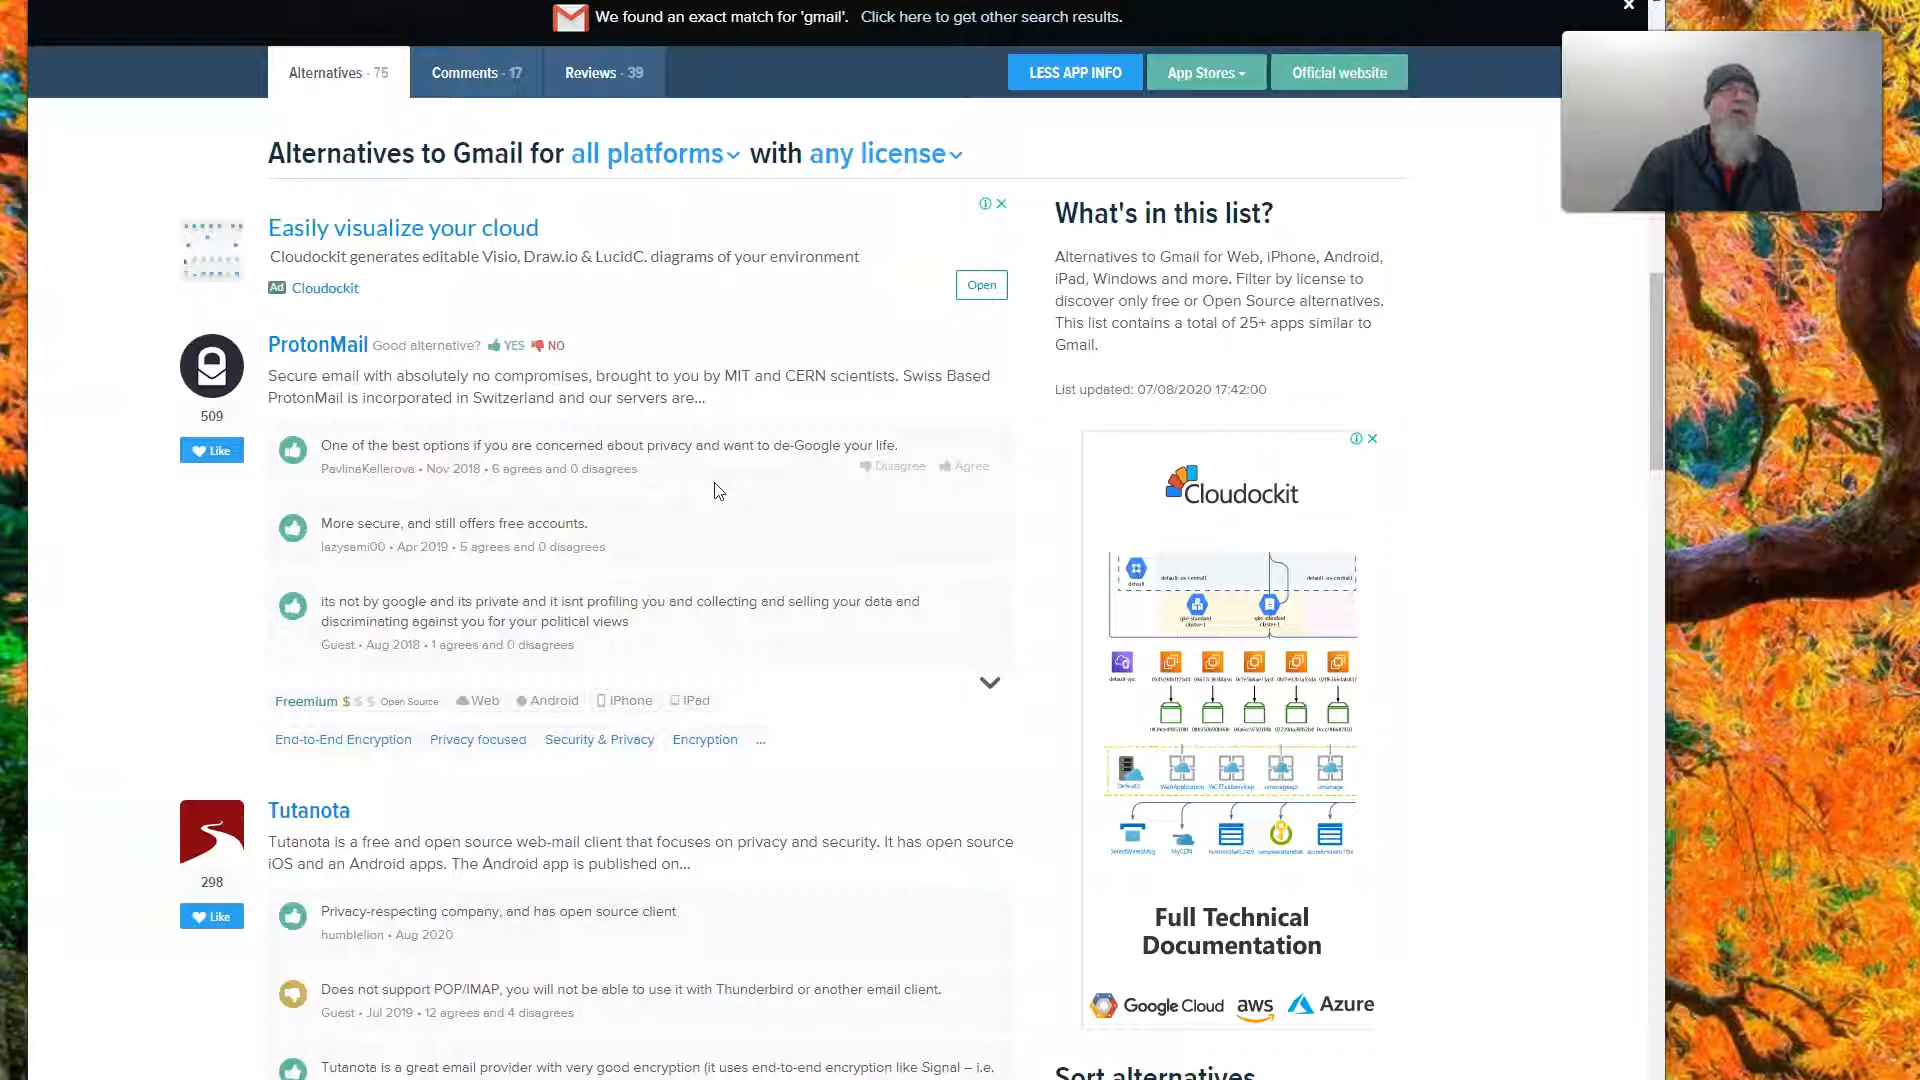 We found an exact match for 'gmail'. Click here to get other search results.
Alternatives - 75
Comments - 17
Reviews - 39
LESS APP INFO
App Stores
Official website
Alternatives to Gmail for all platforms with any license
Easily visualize your cloud
Cloudockit generates editable Visio, Draw.io & LucidC. diagrams of your environment
Ad Cloudockit
Open
ProtonMail Good alternative? YES NO
Secure email with absolutely no compromises, brought to you by MIT and CERN scientists. Swiss Based
ProtonMail is incorporated in Switzerland and our servers are...
509
Like
One of the best options if you are concerned about privacy and want to de-Google your life.
PavlinaKellerova • Nov 2018 • 6 agrees and 0 disagrees
Disagree Agree
More secure, and still offers free accounts.
lazysami00 • Apr 2019 • 5 agrees and 0 disagrees
its not by google and its private and it isnt profiling you and collecting and selling your data and
discriminating against you for your political views
Guest • Aug 2018 • 1 agrees and 0 disagrees
Freemium $ $ $ Open Source Web Android iPhone iPad
End-to-End Encryption Privacy focused Security & Privacy Encryption ...
Tutanota
Tutanota is a free and open source web-mail client that focuses on privacy and security. It has open source
iOS and an Android apps. The Android app is published on...
298
Like
Privacy-respecting company, and has open source client
humblelion • Aug 2020
Does not support POP/IMAP, you will not be able to use it with Thunderbird or another email client.
Guest • Jul 2019 • 12 agrees and 4 disagrees
Tutanota is a great email provider with very good encryption (it uses end-to-end encryption like Signal – i.e.
What's in this list?
Alternatives to Gmail for Web, iPhone, Android,
iPad, Windows and more. Filter by license to
discover only free or Open Source alternatives.
This list contains a total of 25+ apps similar to
Gmail.
List updated: 07/08/2020 17:42:00
Cloudockit
default
default-vpc
WebApplication
MyCDN
Full Technical
Documentation
Google Cloud aws Azure
Sort alternatives